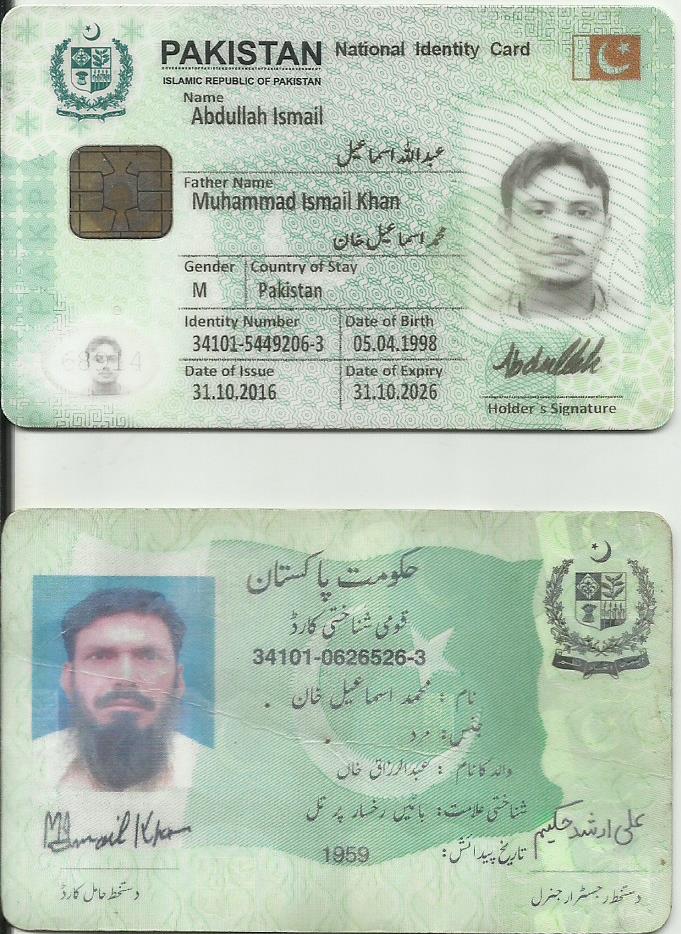 PAKISTAN National Identity Card
ISLAMIC REPUBLIC OF PAKISTAN
Name
Abdullah Ismail
عبداللہ اسماعیل
Father Name
Muhammad Ismail Khan
محمد اسماعیل خان
Gender Country of Stay
M Pakistan
Identity Number Date of Birth
34101-5449206-3 05.04.1998
Date of Issue Date of Expiry
31.10.2016 31.10.2026
Abdullah
Holder's Signature
حکومت پاکستان
قومی شناختی کارڈ
34101-0626526-3
نام : محمد اسماعیل خان
جنس: مرد
والد کا نام : عبدالرزاق خاں
شناختی علامت: بائیں رخسار پر تل
تاریخ پیدائش: 1959
Ismail Khan
علی ارشد حکیم
دستخط حامل کارڈ
دستخط رجسٹرار جنرل